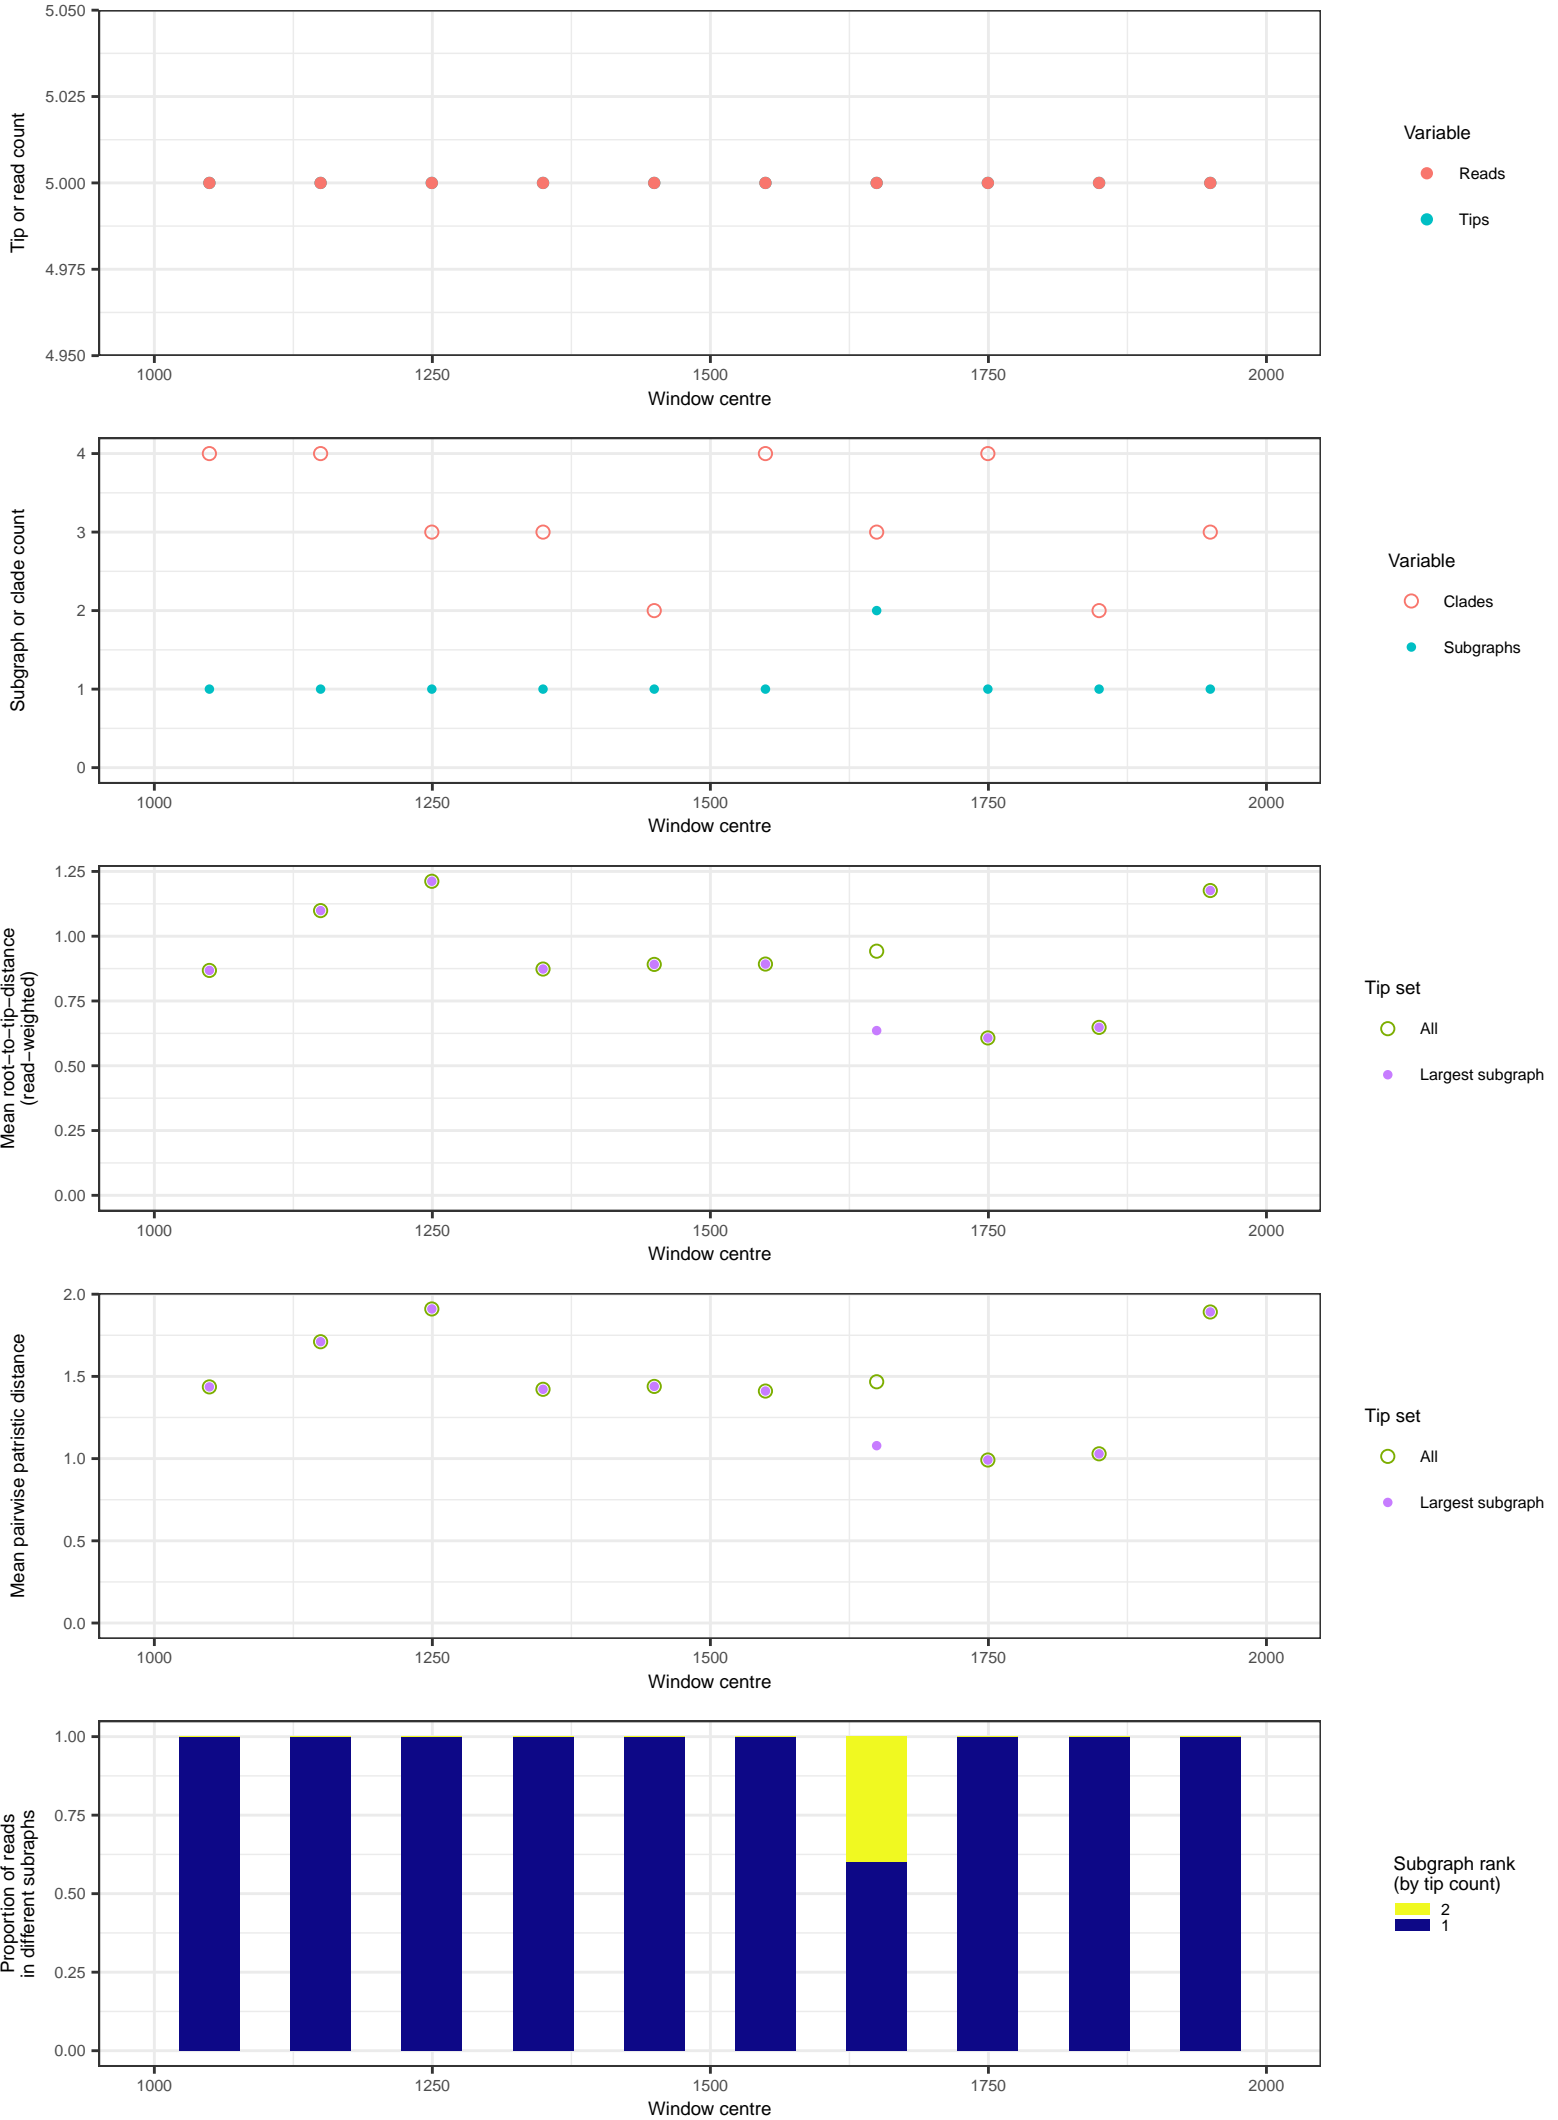 5.050
5.025
5.000
4.975
4.950
Tip or read count
1000 1250 1500 1750 2000
Window centre
Variable
Reads
Tips
4
3
2
1
0
Subgraph or clade count
1000 1250 1500 1750 2000
Window centre
Variable
Clades
Subgraphs
1.25
1.00
0.75
0.50
0.25
0.00
Mean root−to−tip−distance
(read−weighted)
1000 1250 1500 1750 2000
Window centre
Tip set
All
Largest subgraph
2.0
1.5
1.0
0.5
0.0
Mean pairwise patristic distance
1000 1250 1500 1750 2000
Window centre
Tip set
All
Largest subgraph
1.00
0.75
0.50
0.25
0.00
Proportion of reads
in different subraphs
1000 1250 1500 1750 2000
Window centre
Subgraph rank
(by tip count)
2
1